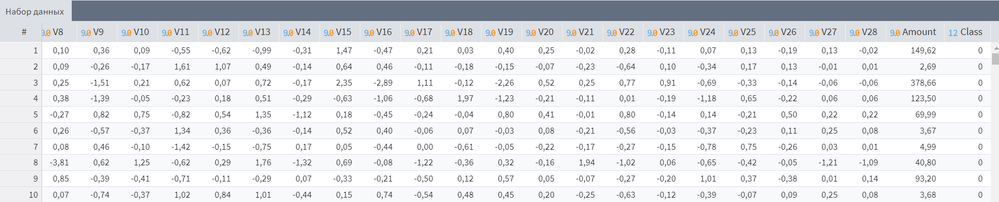 Набор данных
# 9.0 V8 9.0 V9 9.0 V10 9.0 V11 9.0 V12 9.0 V13 9.0 V14 9.0 V15 9.0 V16 9.0 V17 9.0 V18 9.0 V19 9.0 V20 9.0 V21 9.0 V22 9.0 V23 9.0 V24 9.0 V25 9.0 V26 9.0 V27 9.0 V28 9.0 Amount 12 Class
1 0,10 0,36 0,09 -0,55 -0,62 -0,99 -0,31 1,47 -0,47 0,21 0,03 0,40 0,25 -0,02 0,28 -0,11 0,07 0,13 -0,19 0,13 -0,02 149,62 0
2 0,09 -0,26 -0,17 1,61 1,07 0,49 -0,14 0,64 0,46 -0,11 -0,18 -0,15 -0,07 -0,23 -0,64 0,10 -0,34 0,17 0,13 -0,01 0,01 2,69 0
3 0,25 -1,51 0,21 0,62 0,07 0,72 -0,17 2,35 -2,89 1,11 -0,12 -2,26 0,52 0,25 0,77 0,91 -0,69 -0,33 -0,14 -0,06 -0,06 378,66 0
4 0,38 -1,39 -0,05 -0,23 0,18 0,51 -0,29 -0,63 -1,06 -0,68 1,97 -1,23 -0,21 -0,11 0,01 -0,19 -1,18 0,65 -0,22 0,06 0,06 123,50 0
5 -0,27 0,82 0,75 -0,82 0,54 1,35 -1,12 0,18 -0,45 -0,24 -0,04 0,80 0,41 -0,01 0,80 -0,14 0,14 -0,21 0,50 0,22 0,22 69,99 0
6 0,26 -0,57 -0,37 1,34 0,36 -0,36 -0,14 0,52 0,40 -0,06 0,07 -0,03 0,08 -0,21 -0,56 -0,03 -0,37 -0,23 0,11 0,25 0,08 3,67 0
7 0,08 0,46 -0,10 -1,42 -0,15 -0,75 0,17 0,05 -0,44 0,00 -0,61 -0,05 -0,22 -0,17 -0,27 -0,15 -0,78 0,75 -0,26 0,03 0,01 4,99 0
8 -3,81 0,62 1,25 -0,62 0,29 1,76 -1,32 0,69 -0,08 -1,22 -0,36 0,32 -0,16 1,94 -1,02 0,06 -0,65 -0,42 -0,05 -1,21 -1,09 40,80 0
9 0,85 -0,39 -0,41 -0,71 -0,11 -0,29 0,07 -0,33 -0,21 -0,50 0,12 0,57 0,05 -0,07 -0,27 -0,20 1,01 0,37 -0,38 0,01 0,14 93,20 0
10 0,07 -0,74 -0,37 1,02 0,84 1,01 -0,44 0,15 0,74 -0,54 0,48 0,45 0,20 -0,25 -0,63 -0,12 -0,39 -0,07 0,09 0,25 0,08 3,68 0